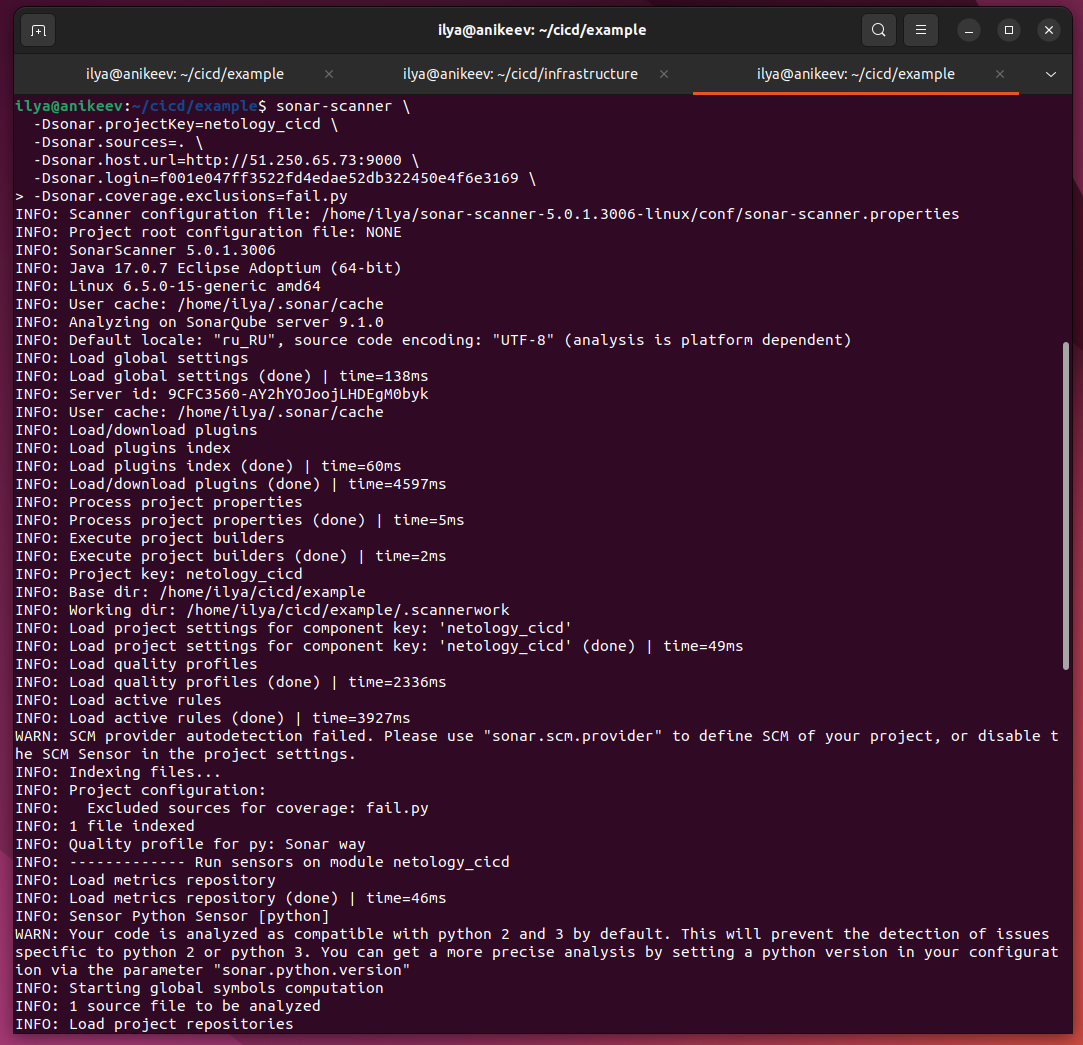 ilya@anikeev: ~/cicd/example
ilya@anikeev: ~/cicd/example
ilya@anikeev: ~/cicd/infrastructure
ilya@anikeev: ~/cicd/example
ilya@anikeev:~/cicd/example$ sonar-scanner \
  -Dsonar.projectKey=netology_cicd \
  -Dsonar.sources=. \
  -Dsonar.host.url=http://51.250.65.73:9000 \
  -Dsonar.login=f001e047ff3522fd4edae52db322450e4f6e3169 \
> -Dsonar.coverage.exclusions=fail.py
INFO: Scanner configuration file: /home/ilya/sonar-scanner-5.0.1.3006-linux/conf/sonar-scanner.properties
INFO: Project root configuration file: NONE
INFO: SonarScanner 5.0.1.3006
INFO: Java 17.0.7 Eclipse Adoptium (64-bit)
INFO: Linux 6.5.0-15-generic amd64
INFO: User cache: /home/ilya/.sonar/cache
INFO: Analyzing on SonarQube server 9.1.0
INFO: Default locale: "ru_RU", source code encoding: "UTF-8" (analysis is platform dependent)
INFO: Load global settings
INFO: Load global settings (done) | time=138ms
INFO: Server id: 9CFC3560-AY2hYOJoojLHDEgM0byk
INFO: User cache: /home/ilya/.sonar/cache
INFO: Load/download plugins
INFO: Load plugins index
INFO: Load plugins index (done) | time=60ms
INFO: Load/download plugins (done) | time=4597ms
INFO: Process project properties
INFO: Process project properties (done) | time=5ms
INFO: Execute project builders
INFO: Execute project builders (done) | time=2ms
INFO: Project key: netology_cicd
INFO: Base dir: /home/ilya/cicd/example
INFO: Working dir: /home/ilya/cicd/example/.scannerwork
INFO: Load project settings for component key: 'netology_cicd'
INFO: Load project settings for component key: 'netology_cicd' (done) | time=49ms
INFO: Load quality profiles
INFO: Load quality profiles (done) | time=2336ms
INFO: Load active rules
INFO: Load active rules (done) | time=3927ms
WARN: SCM provider autodetection failed. Please use "sonar.scm.provider" to define SCM of your project, or disable t
he SCM Sensor in the project settings.
INFO: Indexing files...
INFO: Project configuration:
INFO:   Excluded sources for coverage: fail.py
INFO: 1 file indexed
INFO: Quality profile for py: Sonar way
INFO: ------------- Run sensors on module netology_cicd
INFO: Load metrics repository
INFO: Load metrics repository (done) | time=46ms
INFO: Sensor Python Sensor [python]
WARN: Your code is analyzed as compatible with python 2 and 3 by default. This will prevent the detection of issues
specific to python 2 or python 3. You can get a more precise analysis by setting a python version in your configurat
ion via the parameter "sonar.python.version"
INFO: Starting global symbols computation
INFO: 1 source file to be analyzed
INFO: Load project repositories